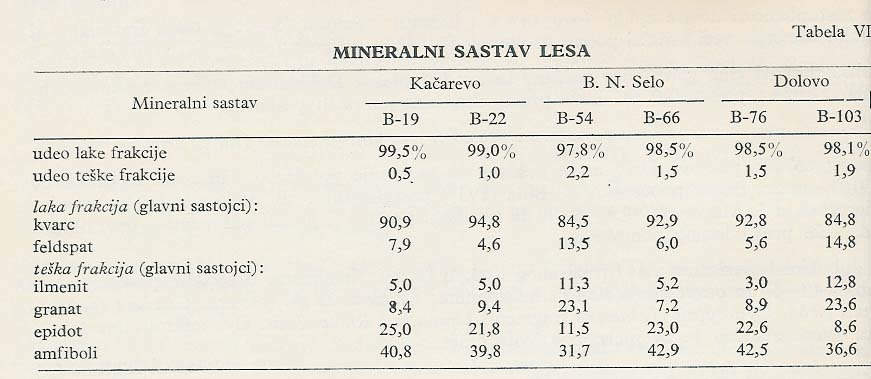 Tabela VI
MINERALNI SASTAV LESA
Mineralni sastav Kačarevo B. N. Selo Dolovo
B-19 B-22 B-54 B-66 B-76 B-103
udeo lake frakcije 99,5% 99,0% 97,8% 98,5% 98,5% 98,1%
udeo teške frakcije 0,5 1,0 2,2 1,5 1,5 1,9
laka frakcija (glavni sastojci):
kvarc 90,9 94,8 84,5 92,9 92,8 84,8
feldspat 7,9 4,6 13,5 6,0 5,6 14,8
teška frakcija (glavni sastojci):
ilmenit 5,0 5,0 11,3 5,2 3,0 12,8
granat 8,4 9,4 23,1 7,2 8,9 23,6
epidot 25,0 21,8 11,5 23,0 22,6 8,6
amfiboli 40,8 39,8 31,7 42,9 42,5 36,6